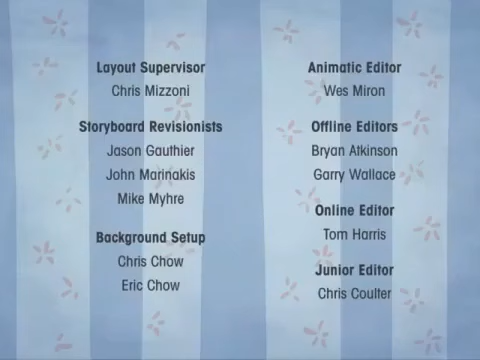 Layout Supervisor
Chris Mizzoni
Storyboard Revisionists
Jason Gauthier
John Marinakis
Mike Myhre
Background Setup
Chris Chow
Eric Chow
Animatic Editor
Wes Miron
Offline Editors
Bryan Atkinson
Garry Wallace
Online Editor
Tom Harris
Junior Editor
Chris Coulter